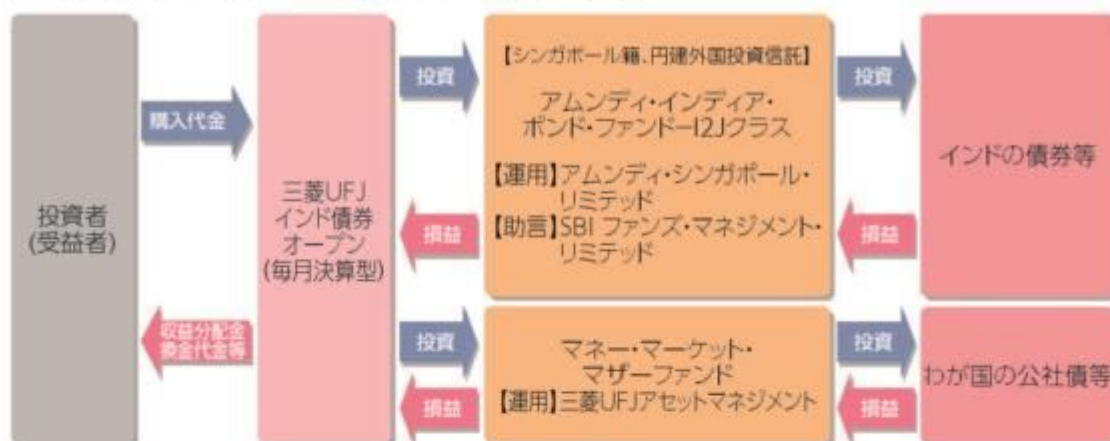 投資者
(受益者)
購入代金
収益分配金
換金代金等
三菱UFJ
インド債券
オープン
(毎月決算型)
投資
損益
投資
損益
【シンガポール籍、円建外国投資信託】
アムンディ・インディア・
ボンド・ファンドーI2Jクラス
【運用】アムンディ・シンガポール・
リミテッド
【助言】SBI ファンズ・マネジメント・
リミテッド
マネー・マーケット・
マザーファンド
【運用】三菱UFJアセットマネジメント
投資
損益
投資
損益
インドの債券等
わが国の公社債等